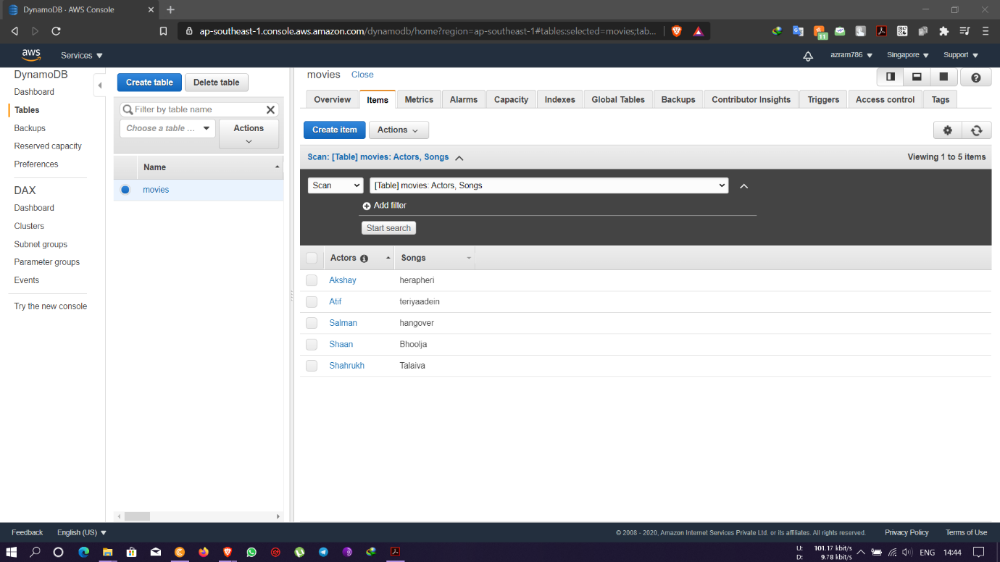 DynamoDB · AWS Console
ap-southeast-1.console.aws.amazon.com/dynamodb/home?region=ap-southeast-1#tables:selected=movies;tab...
11
aws
Services
azram786
Singapore
Support
DynamoDB
Dashboard
Tables
Backups
Reserved capacity
Preferences
DAX
Dashboard
Clusters
Subnet groups
Parameter groups
Events
Try the new console
Create table
Delete table
Filter by table name
Choose a table ...
Actions
Name
movies
movies
Close
Overview
Items
Metrics
Alarms
Capacity
Indexes
Global Tables
Backups
Contributor Insights
Triggers
Access control
Tags
Create item
Actions
Scan: [Table] movies: Actors, Songs
Viewing 1 to 5 items
Scan
[Table] movies: Actors, Songs
Add filter
Start search
Actors
Songs
Akshay
herapheri
Atif
teriyaadein
Salman
hangover
Shaan
Bhoolja
Shahrukh
Talaiva
Feedback
English (US)
© 2008 - 2020, Amazon Internet Services Private Ltd. or its affiliates. All rights reserved.
Privacy Policy
Terms of Use
U: 101.17 kbit/s
D: 9.78 kbit/s
ENG
14:44